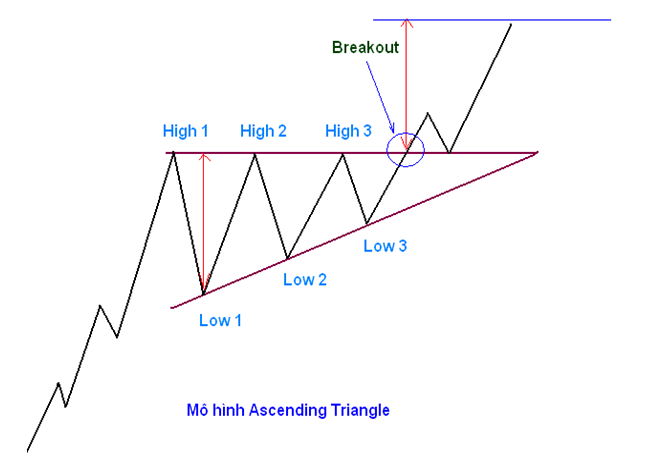 Breakout
High 1
High 2
High 3
Low 3
Low 2
Low 1
Mô hình Ascending Triangle